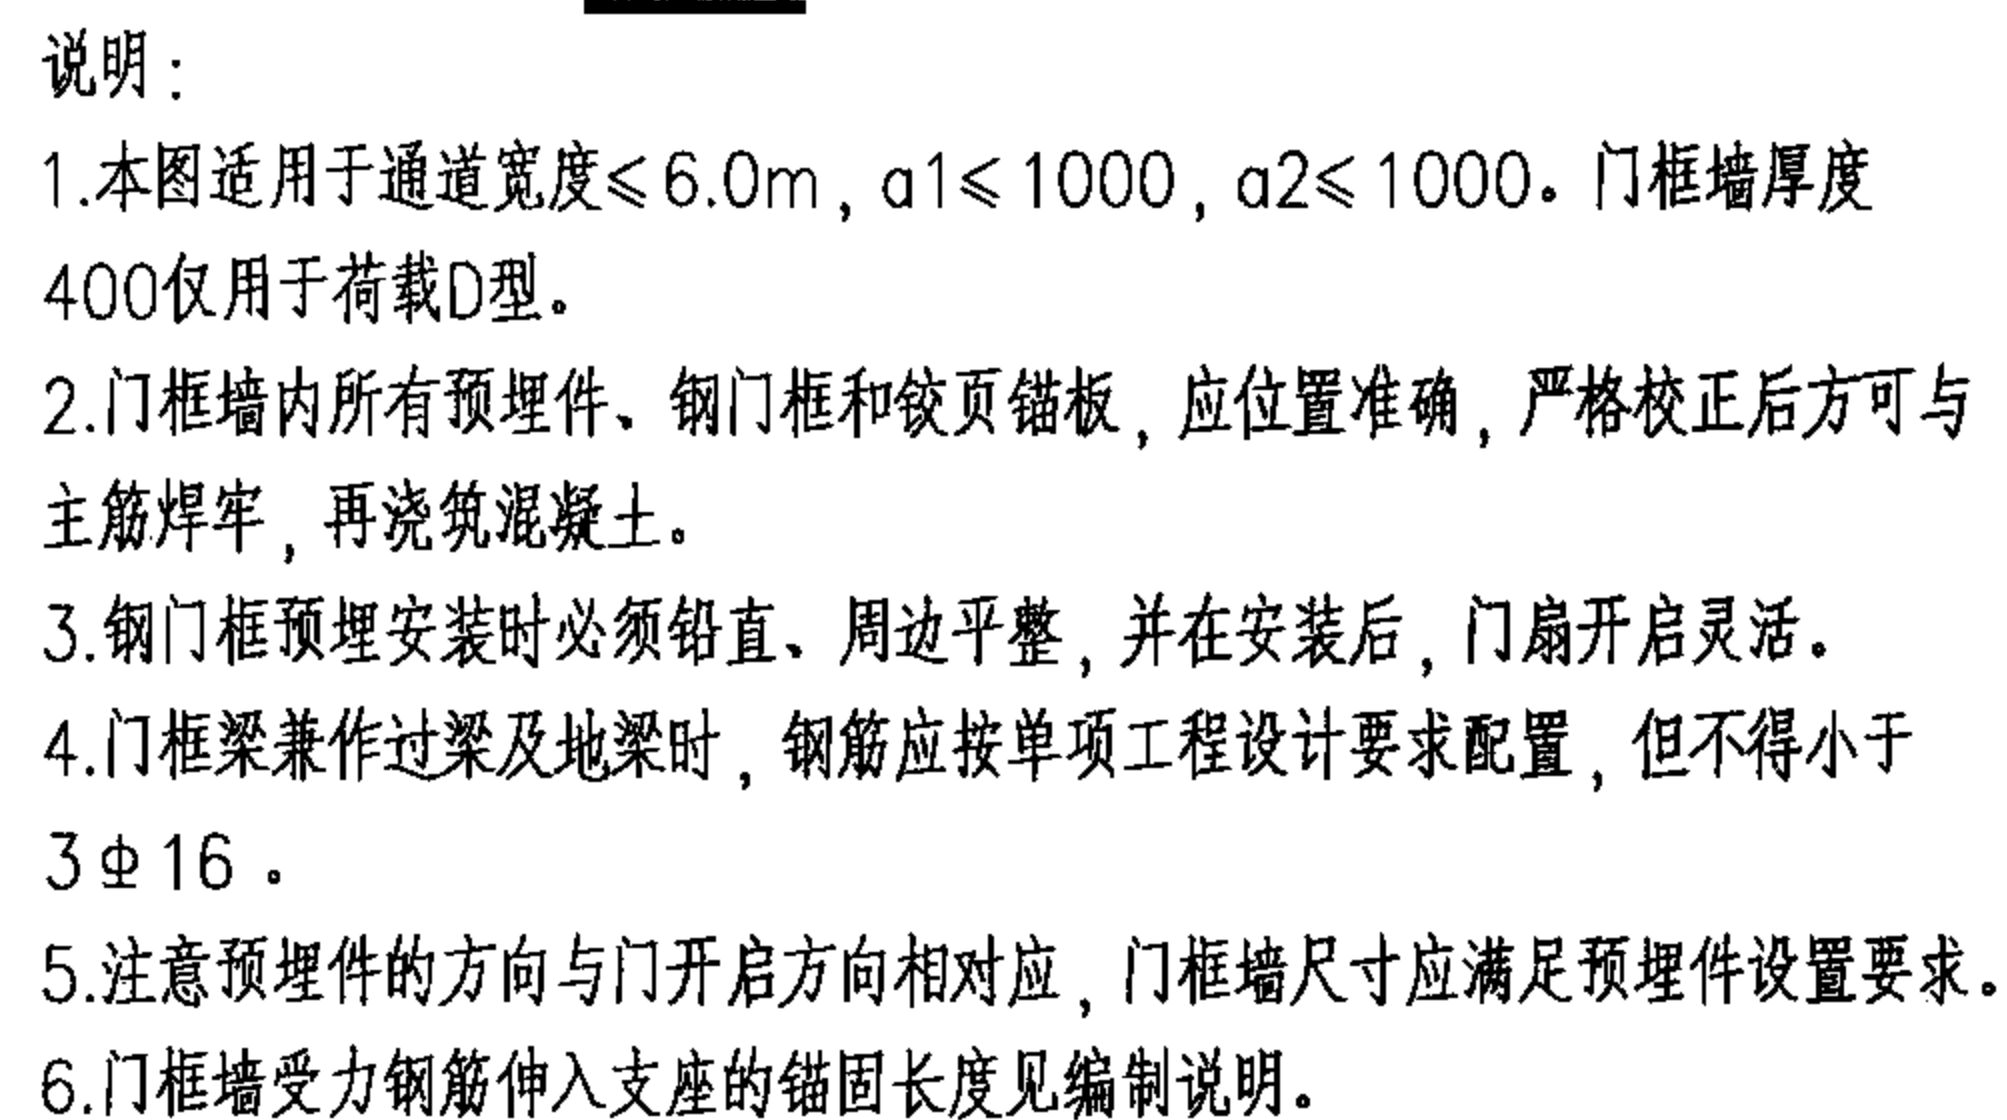 说明：
1.本图适用于通道宽度≤6.0m，a1≤1000，a2≤1000。门框墙厚度
400仅用于荷载D型。
2.门框墙内所有预埋件、钢门框和铰页锚板，应位置准确，严格校正后方可与
主筋焊牢，再浇筑混凝土。
3.钢门框预埋安装时必须铅直、周边平整，并在安装后，门扇开启灵活。
4.门框梁兼作过梁及地梁时，钢筋应按单项工程设计要求配置，但不得小于
3Φ16。
5.注意预埋件的方向与门开启方向相对应，门框墙尺寸应满足预埋件设置要求。
6.门框墙受力钢筋伸入支座的锚固长度见编制说明。